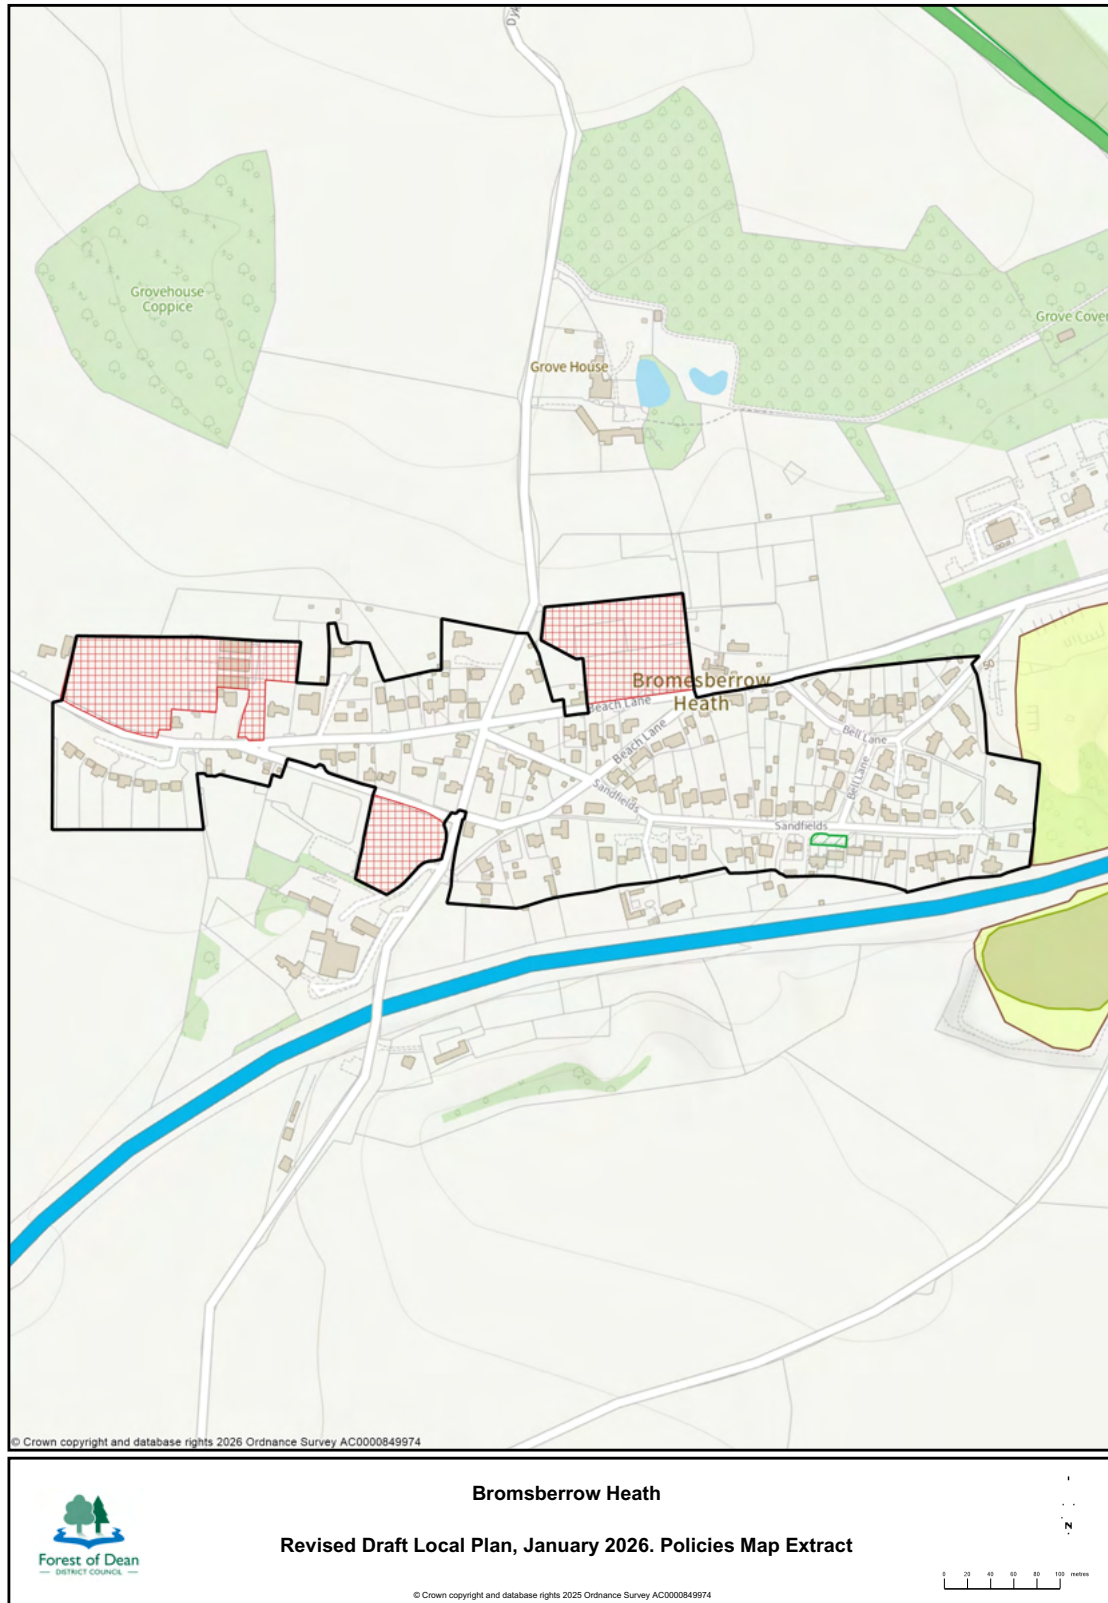 Grovehouse
Coppice
Grove House
Bromesberrow
Heath
Beach Lane
Beach Lane
Bell Lane
Bell Lane
50
Sandfields
Sandfields
© Crown copyright and database rights 2026 Ordnance Survey AC0000849974
Forest of Dean
DISTRICT COUNCIL
Bromsberrow Heath
Revised Draft Local Plan, January 2026. Policies Map Extract
© Crown copyright and database rights 2025 Ordnance Survey AC0000849974
N
0 20 40 60 80 100 metres